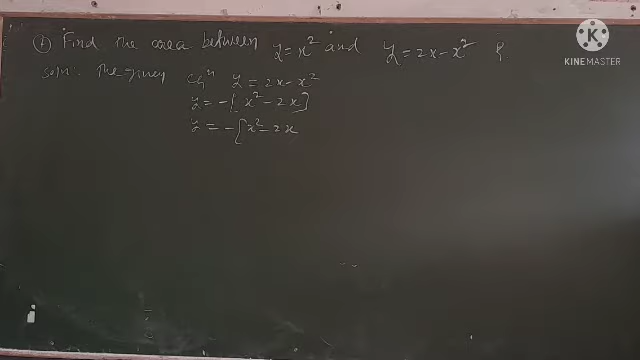 7) Find the area between y = x² and y = 2x - x² ?
soln: The given eqⁿ y = 2x - x²
y = -[x² - 2x]
y = -[x² - 2x
K
KINEMASTER